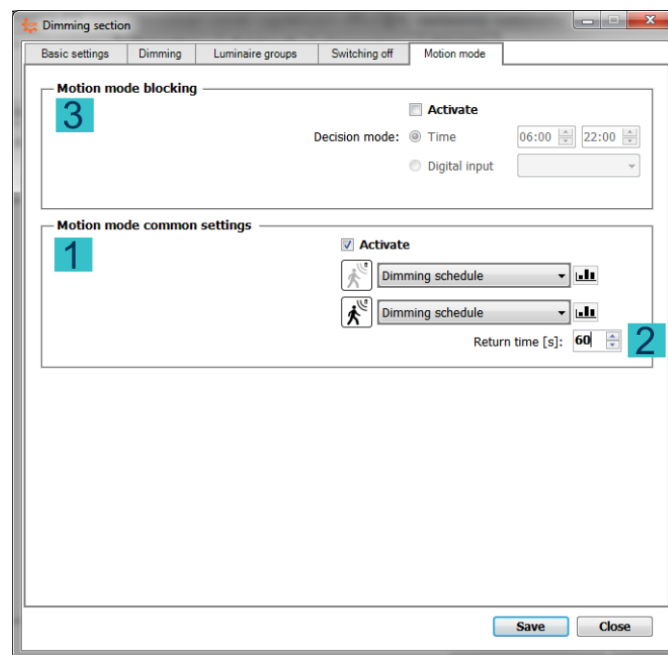 Dimming section
Basic settings Dimming Luminaire groups Switching off Motion mode
Motion mode blocking
3
Activate
Decision mode: Time 06:00 22:00
Digital input
Motion mode common settings
1
Activate
Dimming schedule
Dimming schedule
Return time [s]: 60 2
Save Close